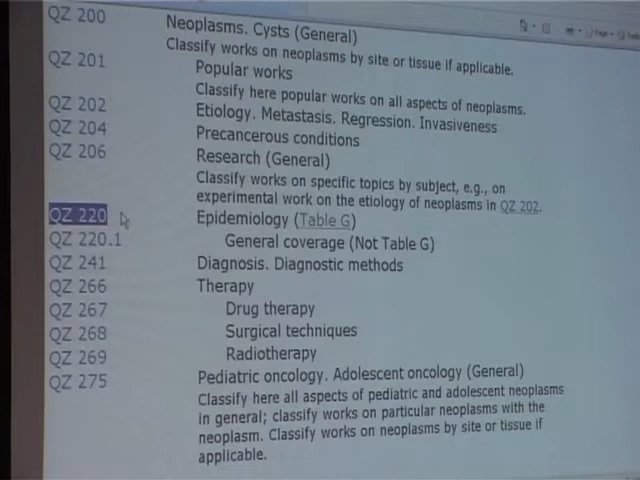 QZ 200 Neoplasms. Cysts (General)
Classify works on neoplasms by site or tissue if applicable.
QZ 201 Popular works
Classify here popular works on all aspects of neoplasms.
QZ 202 Etiology. Metastasis. Regression. Invasiveness
QZ 204 Precancerous conditions
QZ 206 Research (General)
Classify works on specific topics by subject, e.g., on
experimental work on the etiology of neoplasms in QZ 202.
QZ 220 Epidemiology (Table G)
QZ 220.1 General coverage (Not Table G)
QZ 241 Diagnosis. Diagnostic methods
QZ 266 Therapy
QZ 267 Drug therapy
QZ 268 Surgical techniques
QZ 269 Radiotherapy
QZ 275 Pediatric oncology. Adolescent oncology (General)
Classify here all aspects of pediatric and adolescent neoplasms
in general; classify works on particular neoplasms with the
neoplasm. Classify works on neoplasms by site or tissue if
applicable.